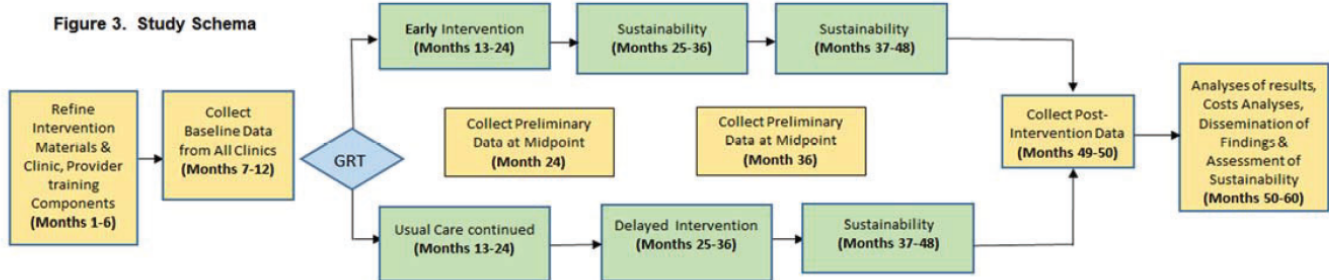 Figure 3. Study Schema
Refine
Intervention
Materials &
Clinic, Provider
training
Components
(Months 1-6)
Collect
Baseline Data
from All Clinics
(Months 7-12)
GRT
Early Intervention
(Months 13-24)
Sustainability
(Months 25-36)
Sustainability
(Months 37-48)
Collect Preliminary
Data at Midpoint
(Month 24)
Collect Preliminary
Data at Midpoint
(Month 36)
Usual Care continued
(Months 13-24)
Delayed Intervention
(Months 25-36)
Sustainability
(Months 37-48)
Collect Post-
Intervention Data
(Months 49-50)
Analyses of results,
Costs Analyses,
Dissemination of
Findings &
Assessment of
Sustainability
(Months 50-60)